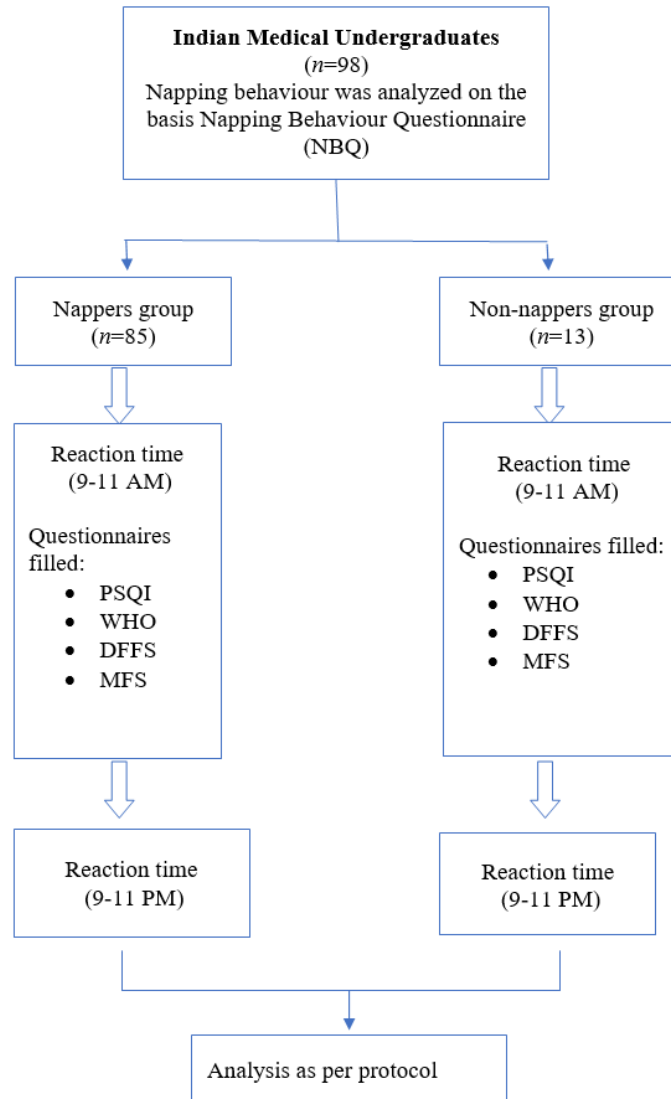 Indian Medical Undergraduates
(n=98)
Napping behaviour was analyzed on the
basis Napping Behaviour Questionnaire
(NBQ)
Nappers group
(n=85)
Non-nappers group
(n=13)
Reaction time
(9-11 AM)
Questionnaires
filled:
• PSQI
• WHO
• DFFS
• MFS
Reaction time
(9-11 AM)
Questionnaires filled:
• PSQI
• WHO
• DFFS
• MFS
Reaction time
(9-11 PM)
Reaction time
(9-11 PM)
Analysis as per protocol